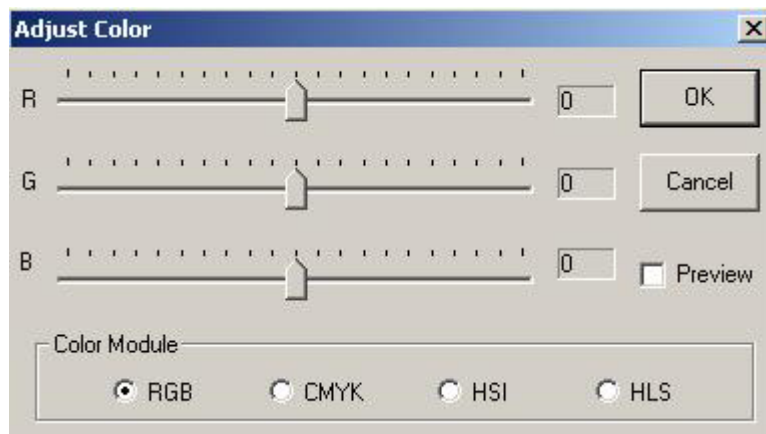 Adjust Color
R 0 OK
G 0 Cancel
B 0 Preview
Color Module
RGB CMYK HSI HLS